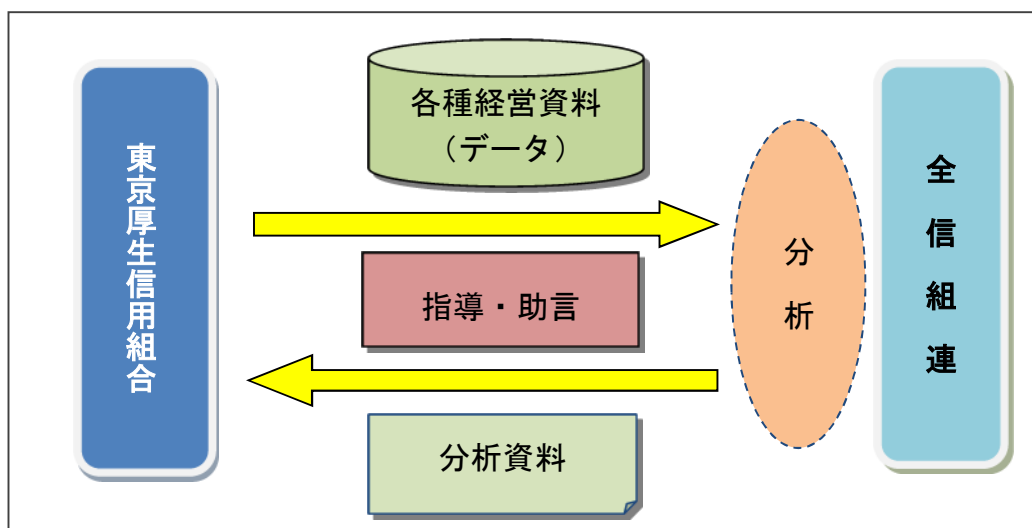 東京厚生信用組合
各種経営資料
（データ）
指導・助言
分析資料
分析
全信組連